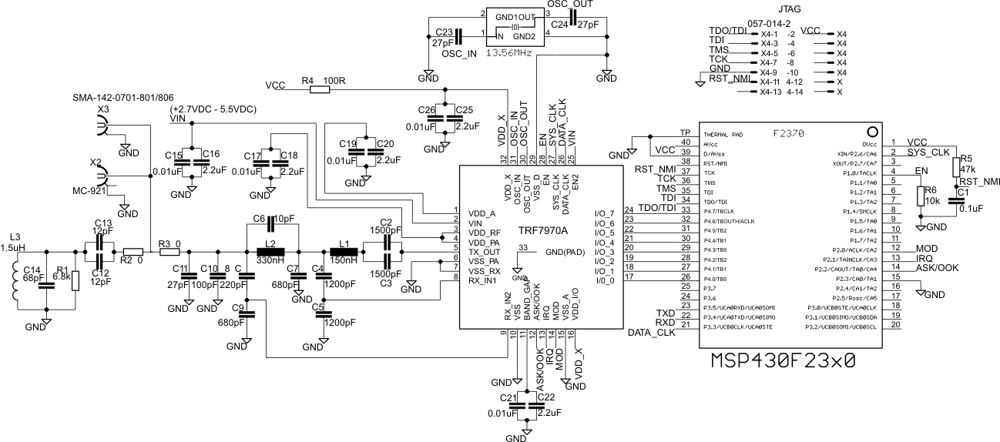 OSC_OUT
JTAG
2 GND1OUT 3
C24 27pF
C23
27pF
1 IN GND2 4
OSC_IN
13.56MHz
GND
GND
057-014-2
TDO/TDI X4-1 -2 VCC X4
TDI X4-3 -4 X4
TMS X4-5 -6 X4
TCK X4-7 -8 X4
GND X4-9 -10 X4
RST_NMI X4-11 4-12 X
X4-13 4-14 X
VCC R4 100R
SMA-142-0701-801/806
X3
GND
(+2.7VDC - 5.5VDC)
VIN
C26 C25
0.01uF 2.2uF
GND
C15 C16
0.01uF 2.2uF
GND
C17 C18
0.01uF 2.2uF
GND
C19 C20
0.01uF 2.2uF
GND
X2
MC-921
GND
VDD_X
OSC_IN
OSC_OUT
EN
SYS_CLK
DATA_CLK
VIN
32 31 30 29 28 27 26 25
VDD_X
OSC_IN
OSC_OUT
VSS_D
EN
SYS_CLK
DATA_CLK
EN2
1 VDD_A
2 VIN
3 VDD_RF
4 VDD_PA
5 TX_OUT
6 VSS_PA
7 VSS_RX
8 RX_IN1
TRF7970A
33 GND(PAD)
GND
I/O_7 24
I/O_6 23
I/O_5 22
I/O_4 21
I/O_3 20
I/O_2 19
I/O_1 18
I/O_0 17
RX_IN2
VSS
BAND_GAP
ASK/OOK
IRQ
MOD
VSS_A
VDD_I/O
9 10 11 12 13 14 15 16
ASK/OOK
IRQ
MOD
GND
VDD_X
GND
C21 C22
0.01uF 2.2uF
GND
L3
1.5uH
C14
68pF
R1
6.8k
GND
C13
12pF
C12
12pF
R2 0
R3 0
C11
27pF
GND
C10
100pF
GND
C 8
220pF
C9
680pF
GND
C6 10pF
L2
330nH
C7
680pF
GND
L1
150nH
C4
1200pF
C5
1200pF
GND
C2
1500pF
1500pF
C3
GND
GND
VCC
RST_NMI
TCK
TMS
TDI
TDO/TDI
TXD
RXD
DATA_CLK
F2370
TP THERMAL PAD
40 AVcc
39 D/AVss
38 RST/NMI
37 TCK
36 TMS
35 TDI
34 TDO/TDI
33 P4.7/TBCLK
32 P4.6/TBOUTH/ACLK
31 P4.5/TB2
30 P4.4/TB1
29 P4.3/TB0
28 P4.2/TB2
27 P4.1/TB1
26 P4.0/TB0
25 P3.7
24 P3.6
23 P3.5/UCA0RXD/UCA0SOMI
22 P3.4/UCA0TXD/UCA0SIMO
21 P3.3/UCB0CLK/UCA0STE
DVcc 1 VCC
XIN/P2.6/CA6 2 SYS_CLK
XOUT/P2.7/CA7 3
P1.0/TACLK 4 EN
P1.1/TA0 5
P1.2/TA1 6
P1.3/TA2 7
P1.4/SMCLK 8
P1.5/TA0 9
P1.6/TA1 10
P1.7/TA2 11
P2.0/ACLK/CA2 12 MOD
P2.1/TAINCLK/CA3 13 IRQ
P2.2/CAOUT/TA0/CA4 14 ASK/OOK
P2.3/CA0/TA1 15
P2.4/CA1/TA2 16
P2.5/Rosc/CA5 17
P3.0/UCB0STE/UCA0CLK 18
P3.1/UCB0SIMO/UCB0SDA 19
P3.2/UCB0SOMI/UCB0SCL 20
GND
R5
47k
RST_NMI
R6
10k
C1
0.1uF
GND
MSP430F23x0